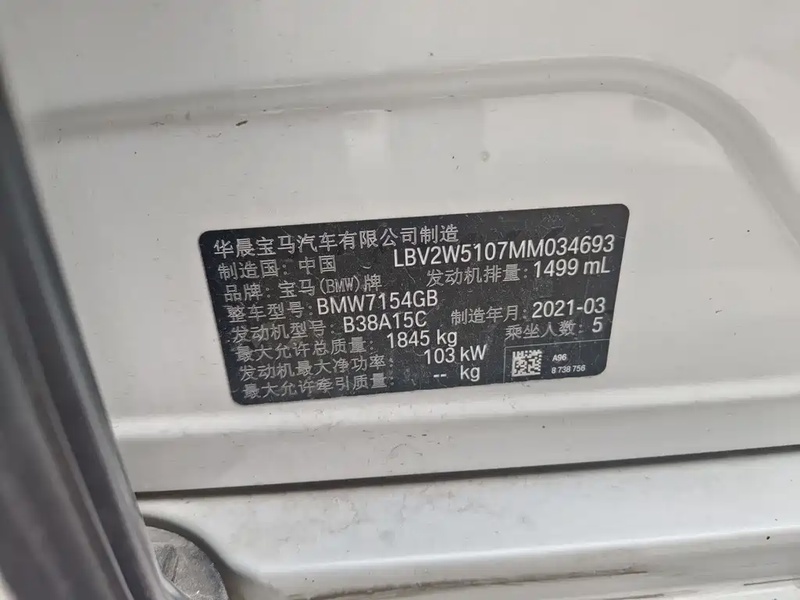 华晨宝马汽车有限公司制造
制造国: 中国 LBV2W5107MM034693
品牌: 宝马(BMW)牌 发动机排量: 1499 mL
整车型号: BMW7154GB
发动机型号: B38A15C 制造年月: 2021-03
最大允许总质量: 1845 kg 乘坐人数: 5
发动机最大净功率: 103 kW
最大允许牵引质量: -- kg
A96
8 738 756